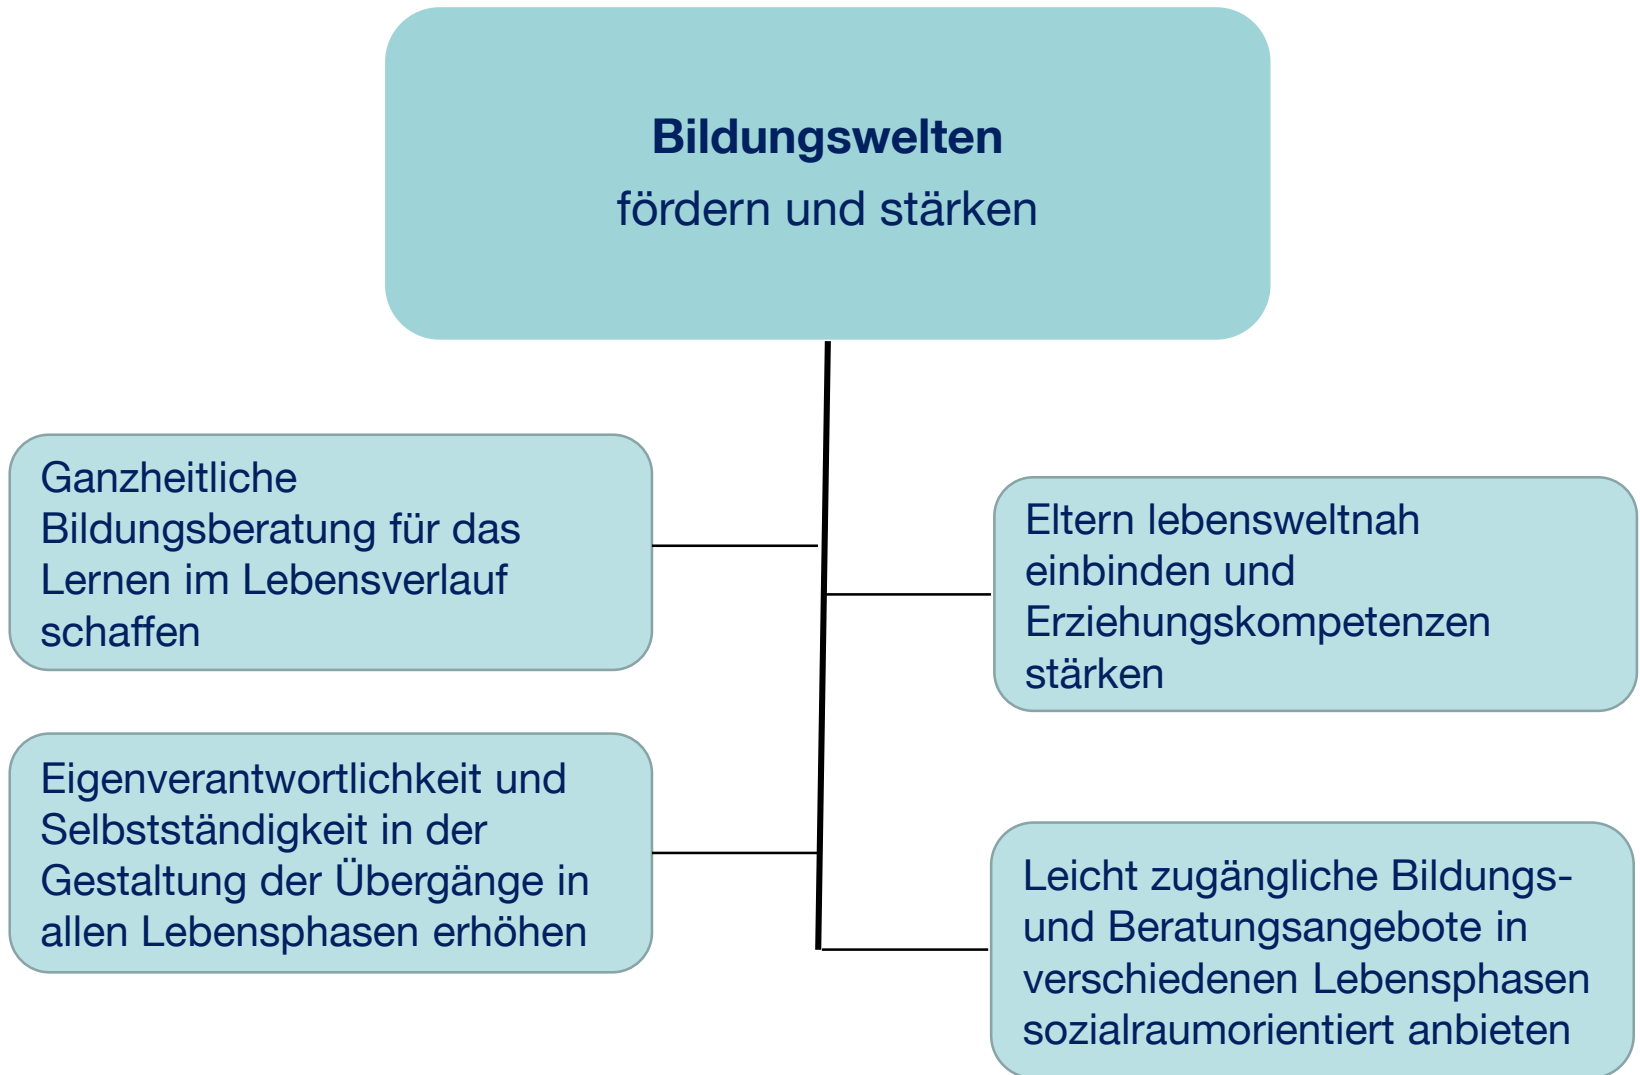 Bildungswelten
fördern und stärken
Ganzheitliche
Bildungsberatung für das
Lernen im Lebensverlauf
schaffen
Eltern lebensweltnah
einbinden und
Erziehungskompetenzen
stärken
Eigenverantwortlichkeit und
Selbstständigkeit in der
Gestaltung der Übergänge in
allen Lebensphasen erhöhen
Leicht zugängliche Bildungs-
und Beratungsangebote in
verschiedenen Lebensphasen
sozialraumorientiert anbieten